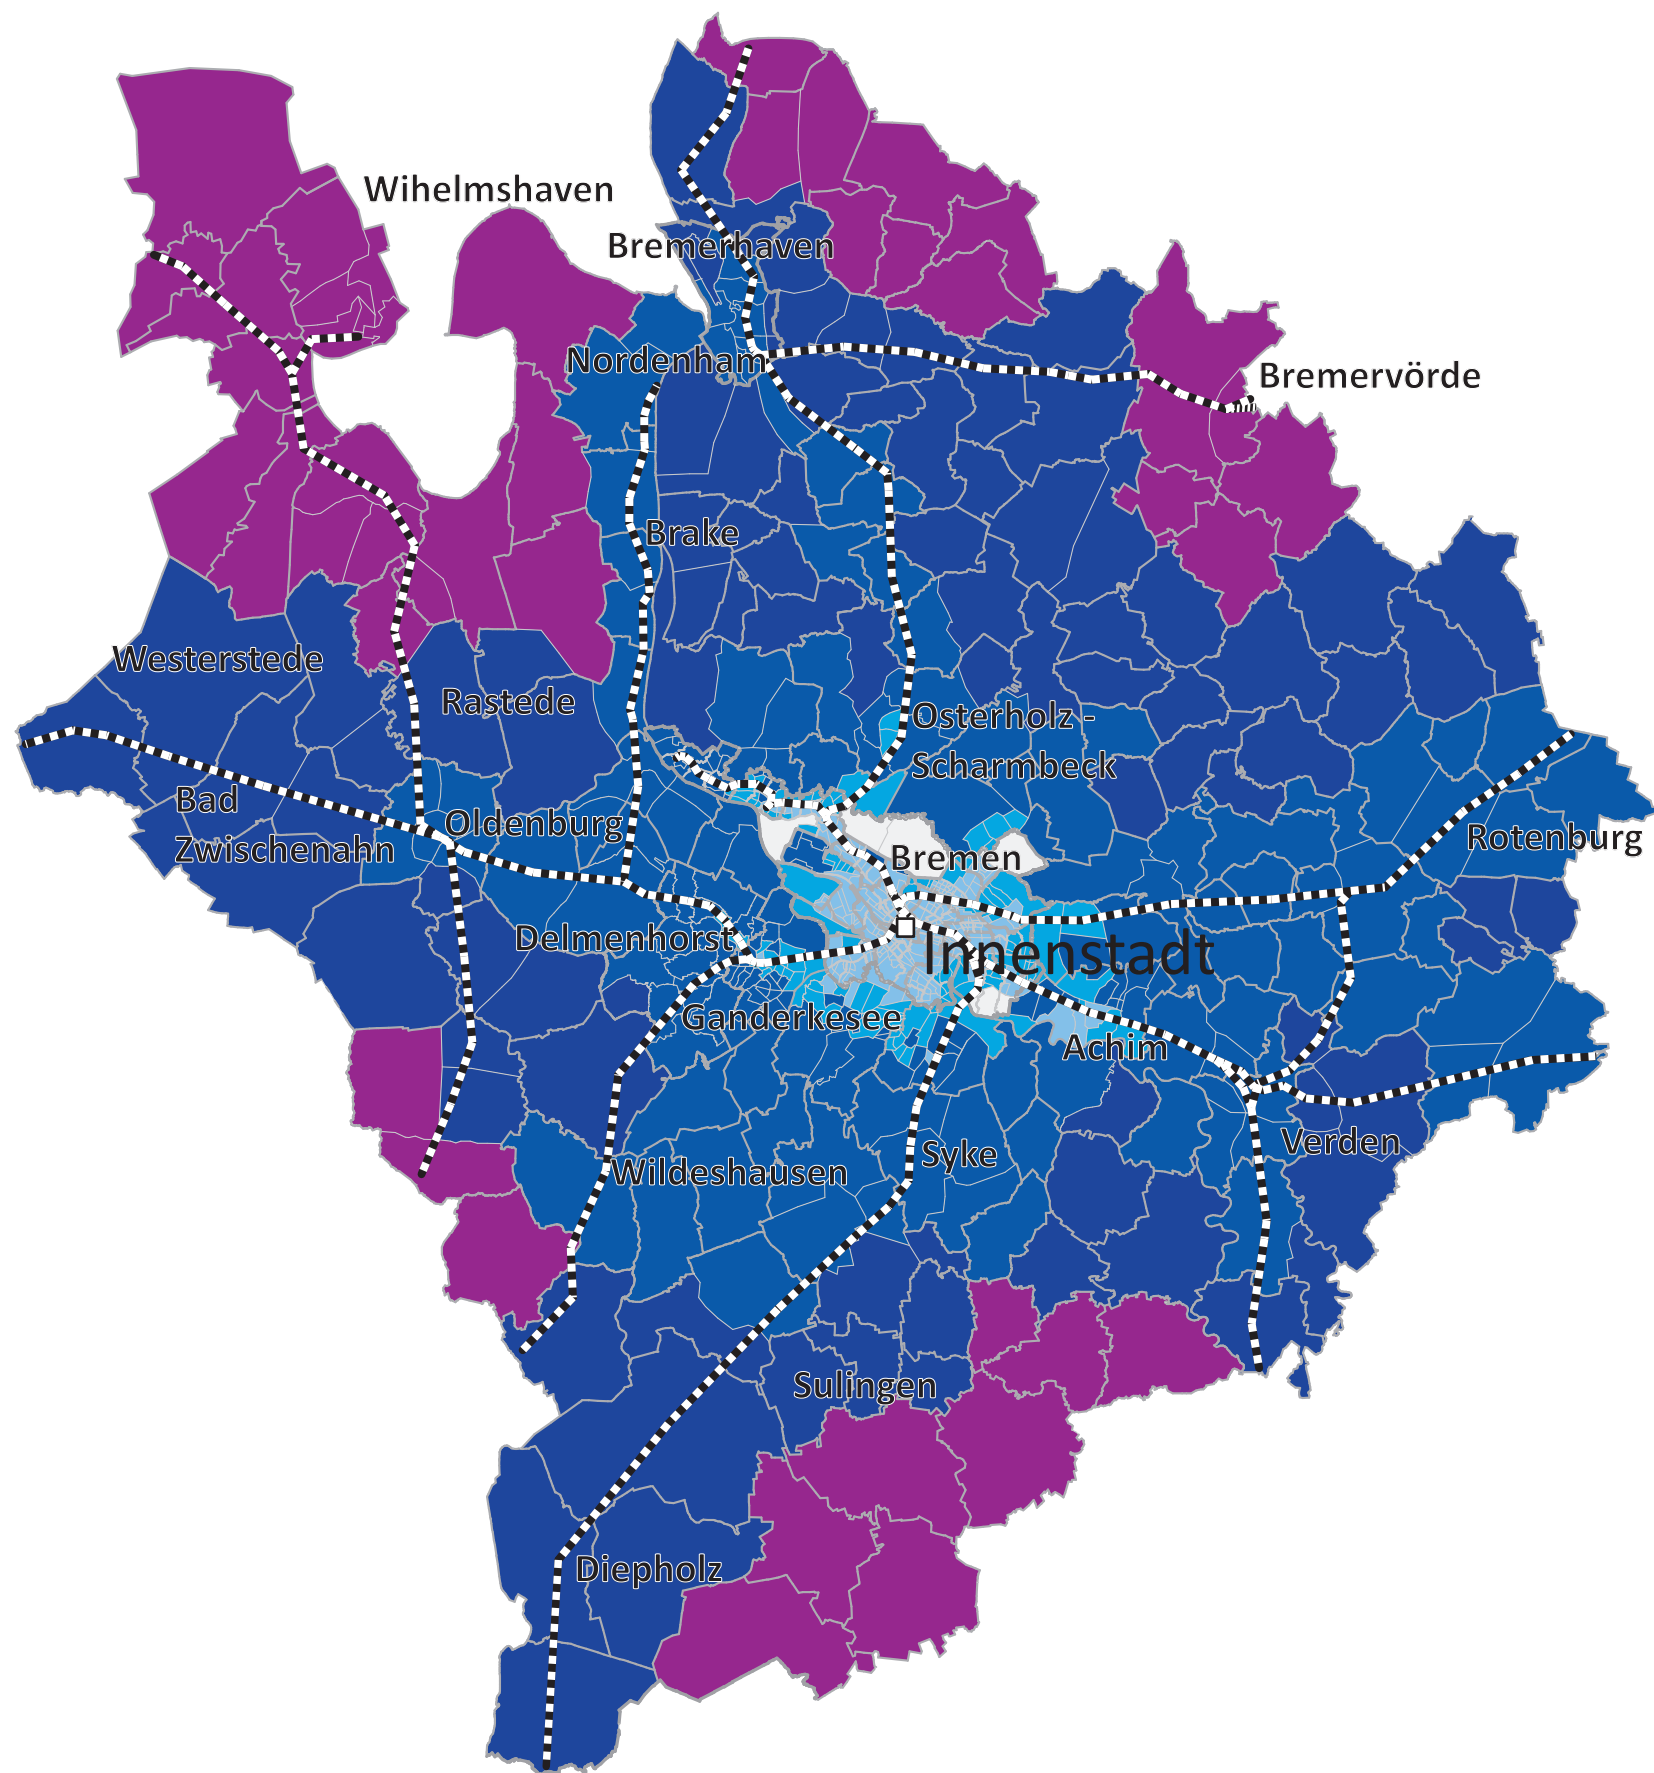 Wihelmshaven
Bremerhaven
Nordenham
Bremervörde
Brake
Westerstede
Rastede
Osterholz -
Scharmbeck
Bad
Zwischenahn
Oldenburg
Rotenburg
Bremen
Delmenhorst
Innenstadt
Ganderkesee
Achim
Verden
Syke
Wildeshausen
Sulingen
Diepholz